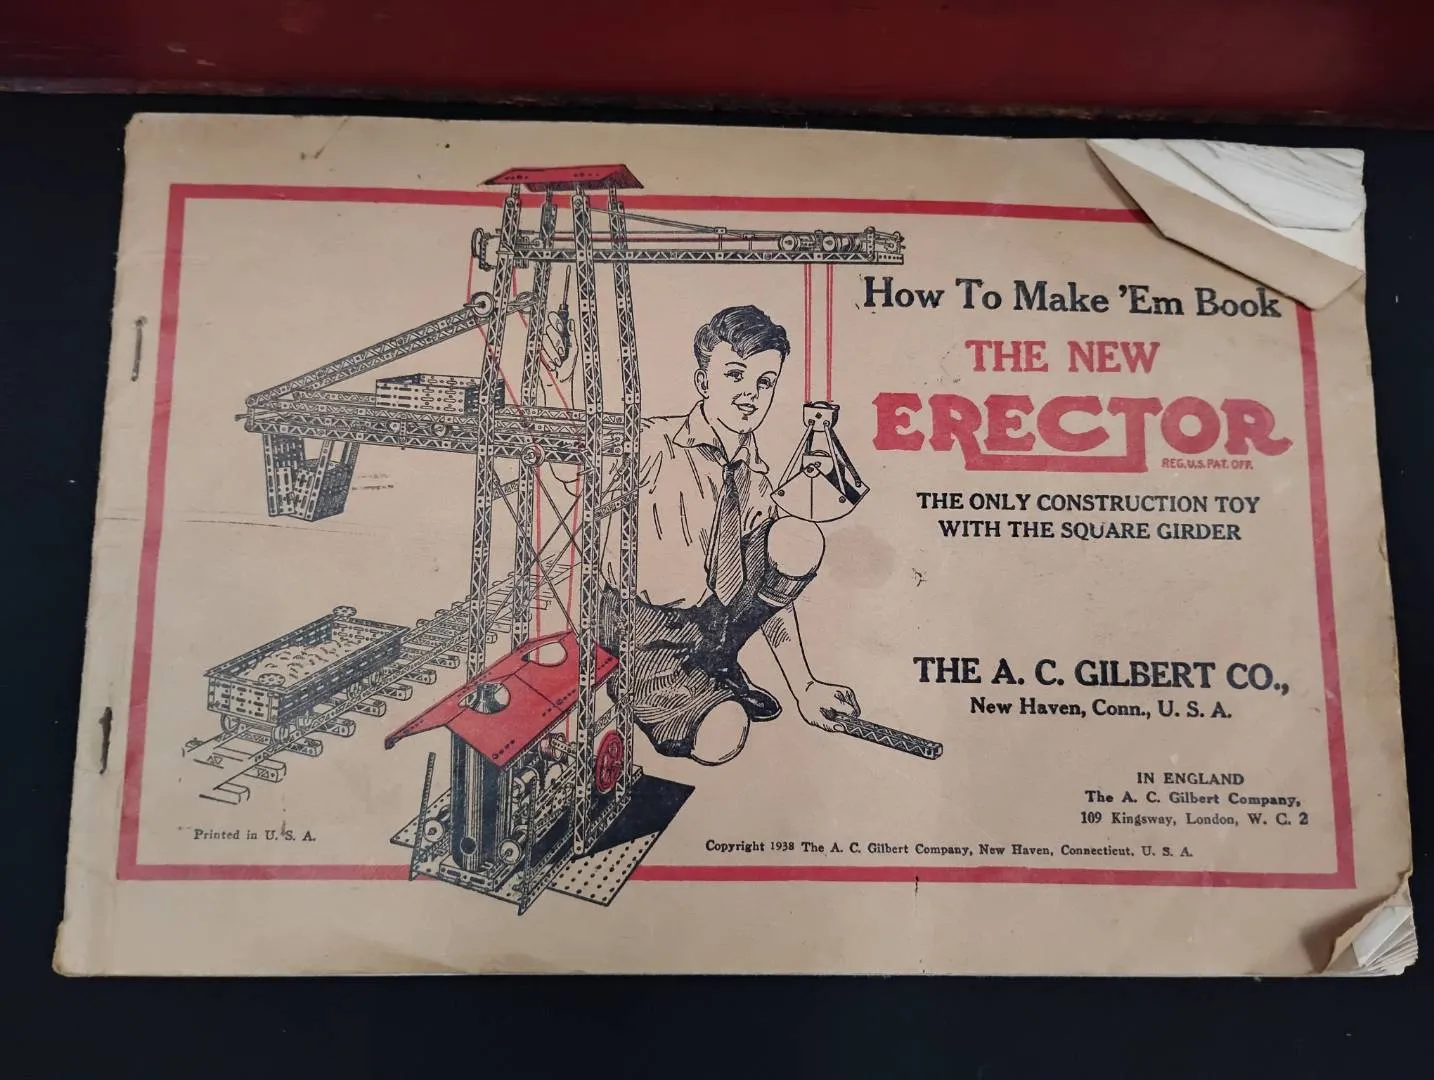 How To Make 'Em Book
THE NEW
ERECTOR
REG.U.S.PAT.OFF.
THE ONLY CONSTRUCTION TOY
WITH THE SQUARE GIRDER
THE A. C. GILBERT CO.,
New Haven, Conn., U. S. A.
IN ENGLAND
The A. C. Gilbert Company,
109 Kingsway, London, W. C. 2
Printed in U. S. A.
Copyright 1938 The A. C. Gilbert Company, New Haven, Connecticut, U. S. A.